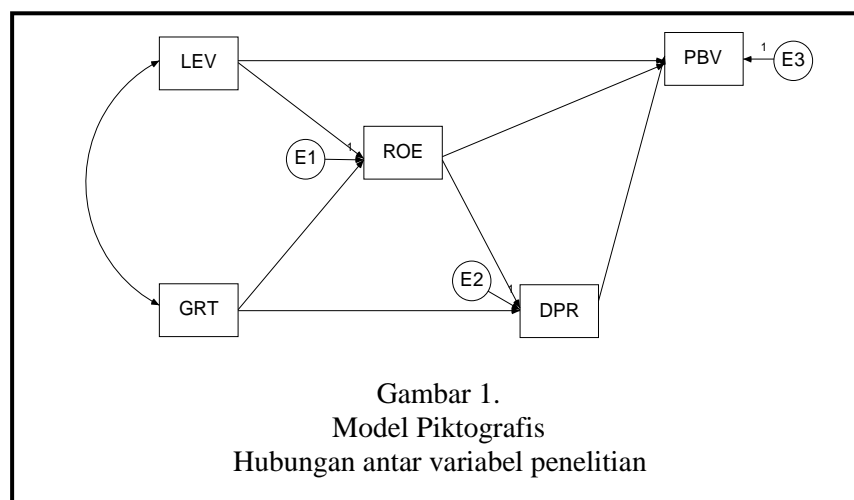 LEV
PBV
1
E3
1
ROE
E1
E2
1
GRT
DPR
Gambar 1.
Model Piktografis
Hubungan antar variabel penelitian